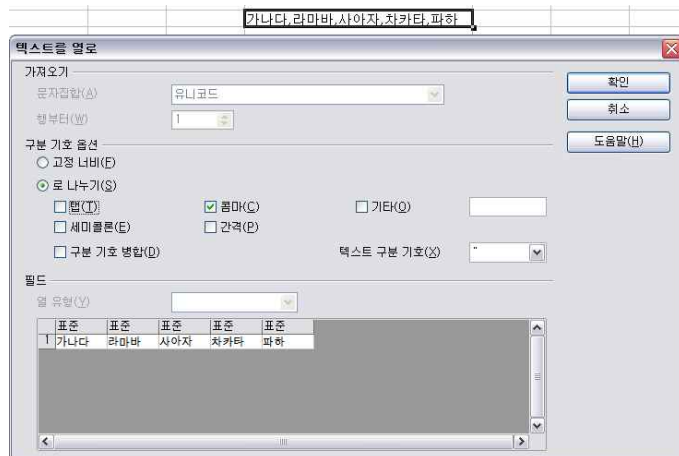 가나다,라마바,사아자,차카타,파하
텍스트를 열로
가져오기
확인
문자집합(A) 유니코드
취소
행부터(W) 1
구분 기호 옵션
도움말(H)
고정 너비(F)
로 나누기(S)
탭(T) 콤마(C) 기타(O)
세미콜론(E) 간격(P)
구분 기호 병합(D) 텍스트 구분 기호(X) "
필드
열 유형(Y)
표준 표준 표준 표준 표준
1 가나다 라마바 사아자 차카타 파하